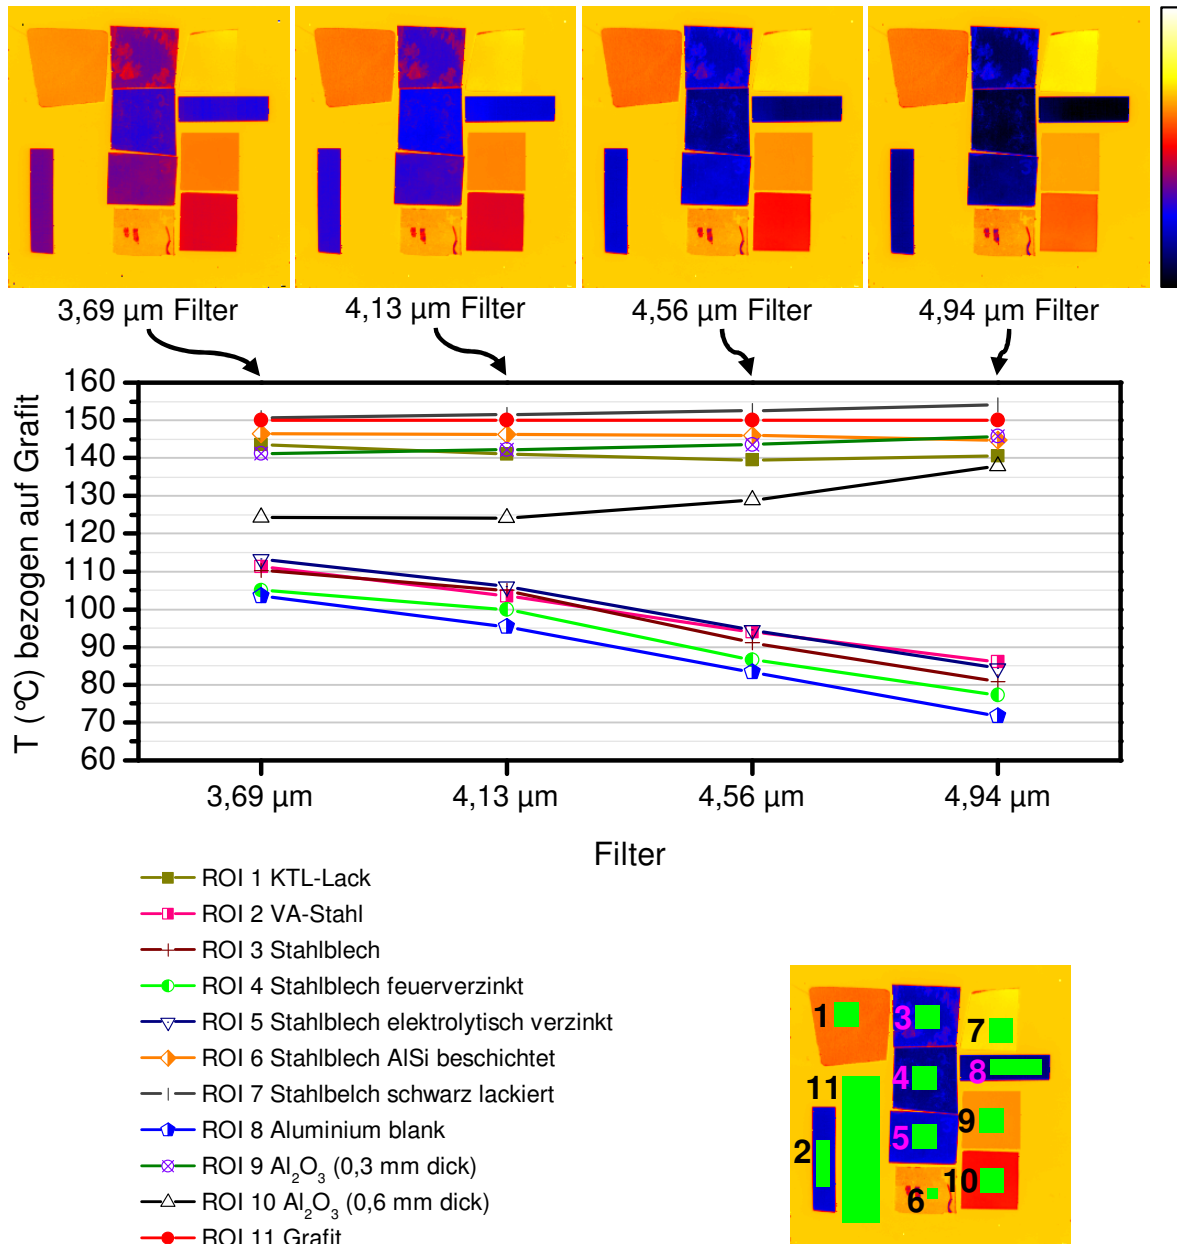 3,69 µm Filter 4,13 µm Filter 4,56 µm Filter 4,94 µm Filter
T (°C) bezogen auf Grafit
160
150
140
130
120
110
100
90
80
70
60
3,69 µm 4,13 µm 4,56 µm 4,94 µm
Filter
ROI 1 KTL-Lack
ROI 2 VA-Stahl
ROI 3 Stahlblech
ROI 4 Stahlblech feuerverzinkt
ROI 5 Stahlblech elektrolytisch verzinkt
ROI 6 Stahlblech AlSi beschichtet
ROI 7 Stahlbelch schwarz lackiert
ROI 8 Aluminium blank
ROI 9 Al₂O₃ (0,3 mm dick)
ROI 10 Al₂O₃ (0,6 mm dick)
ROI 11 Grafit
1 3 7
4 8
11
2 5 9
6 10